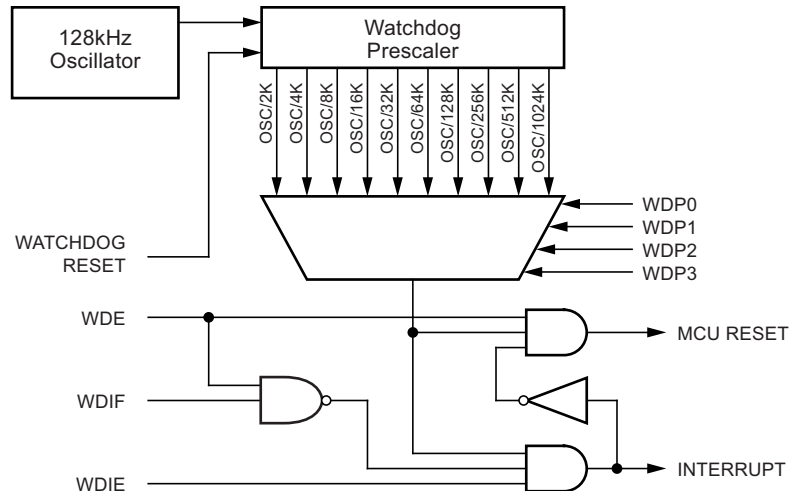 128kHz
Oscillator
Watchdog
Prescaler
OSC/2K
OSC/4K
OSC/8K
OSC/16K
OSC/32K
OSC/64K
OSC/128K
OSC/256K
OSC/512K
OSC/1024K
WATCHDOG
RESET
WDP0
WDP1
WDP2
WDP3
WDE
MCU RESET
WDIF
WDIE
INTERRUPT